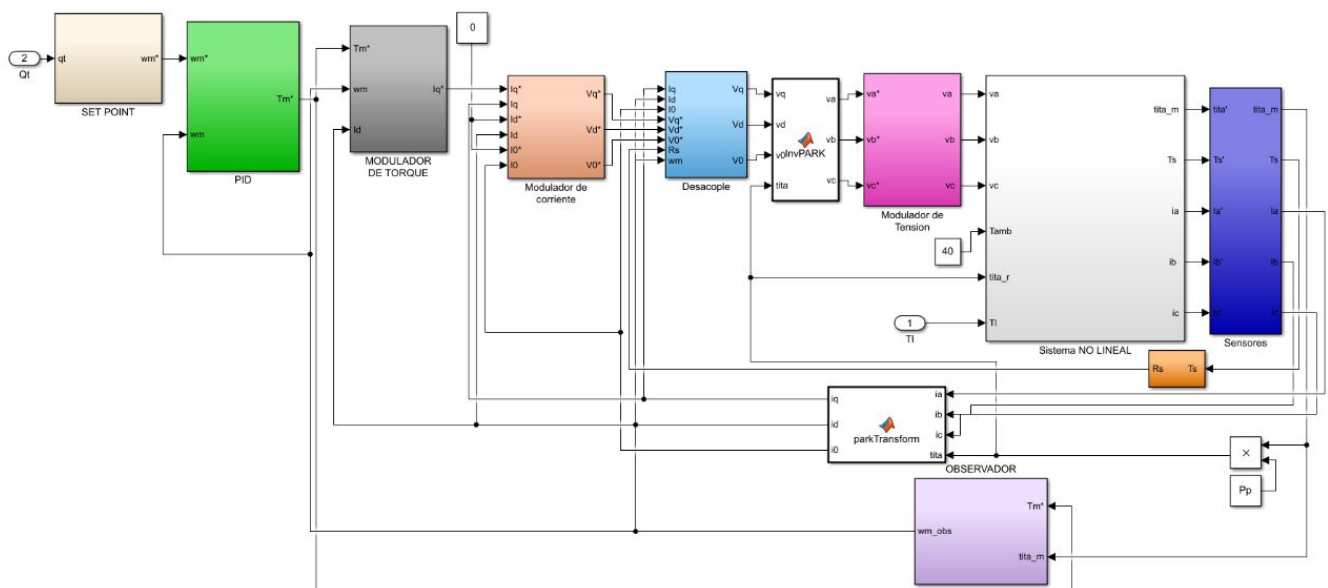 2
Qt
qt
wm*
SET POINT
wm*
wm
Tm*
PID
Tm*
wm
Id
Iq*
MODULADOR
DE TORQUE
0
Iq*
Iq
Id*
Id
I0*
I0
Vq*
Vd*
V0*
Modulador de
corriente
Iq
Id
I0
Vq*
Vd*
V0*
Rs
wm
Vq
Vd
V0
Desacople
vq
vd
v0
tita
va
vb
vc
InvPARK
va*
vb*
vc*
va
vb
vc
Modulador de
Tension
40
1
Tl
va
vb
vc
Tamb
tita_r
Tl
tita_m
Ts
ia
ib
ic
Sistema NO LINEAL
tita'
Ts'
Ia'
Ib'
Ic'
tita_m
Ts
Ia
Ib
Ic
Sensores
Rs
Ts
iq
id
i0
parkTransform
ia
ib
ic
tita
×
Pp
OBSERVADOR
wm_obs
Tm*
tita_m